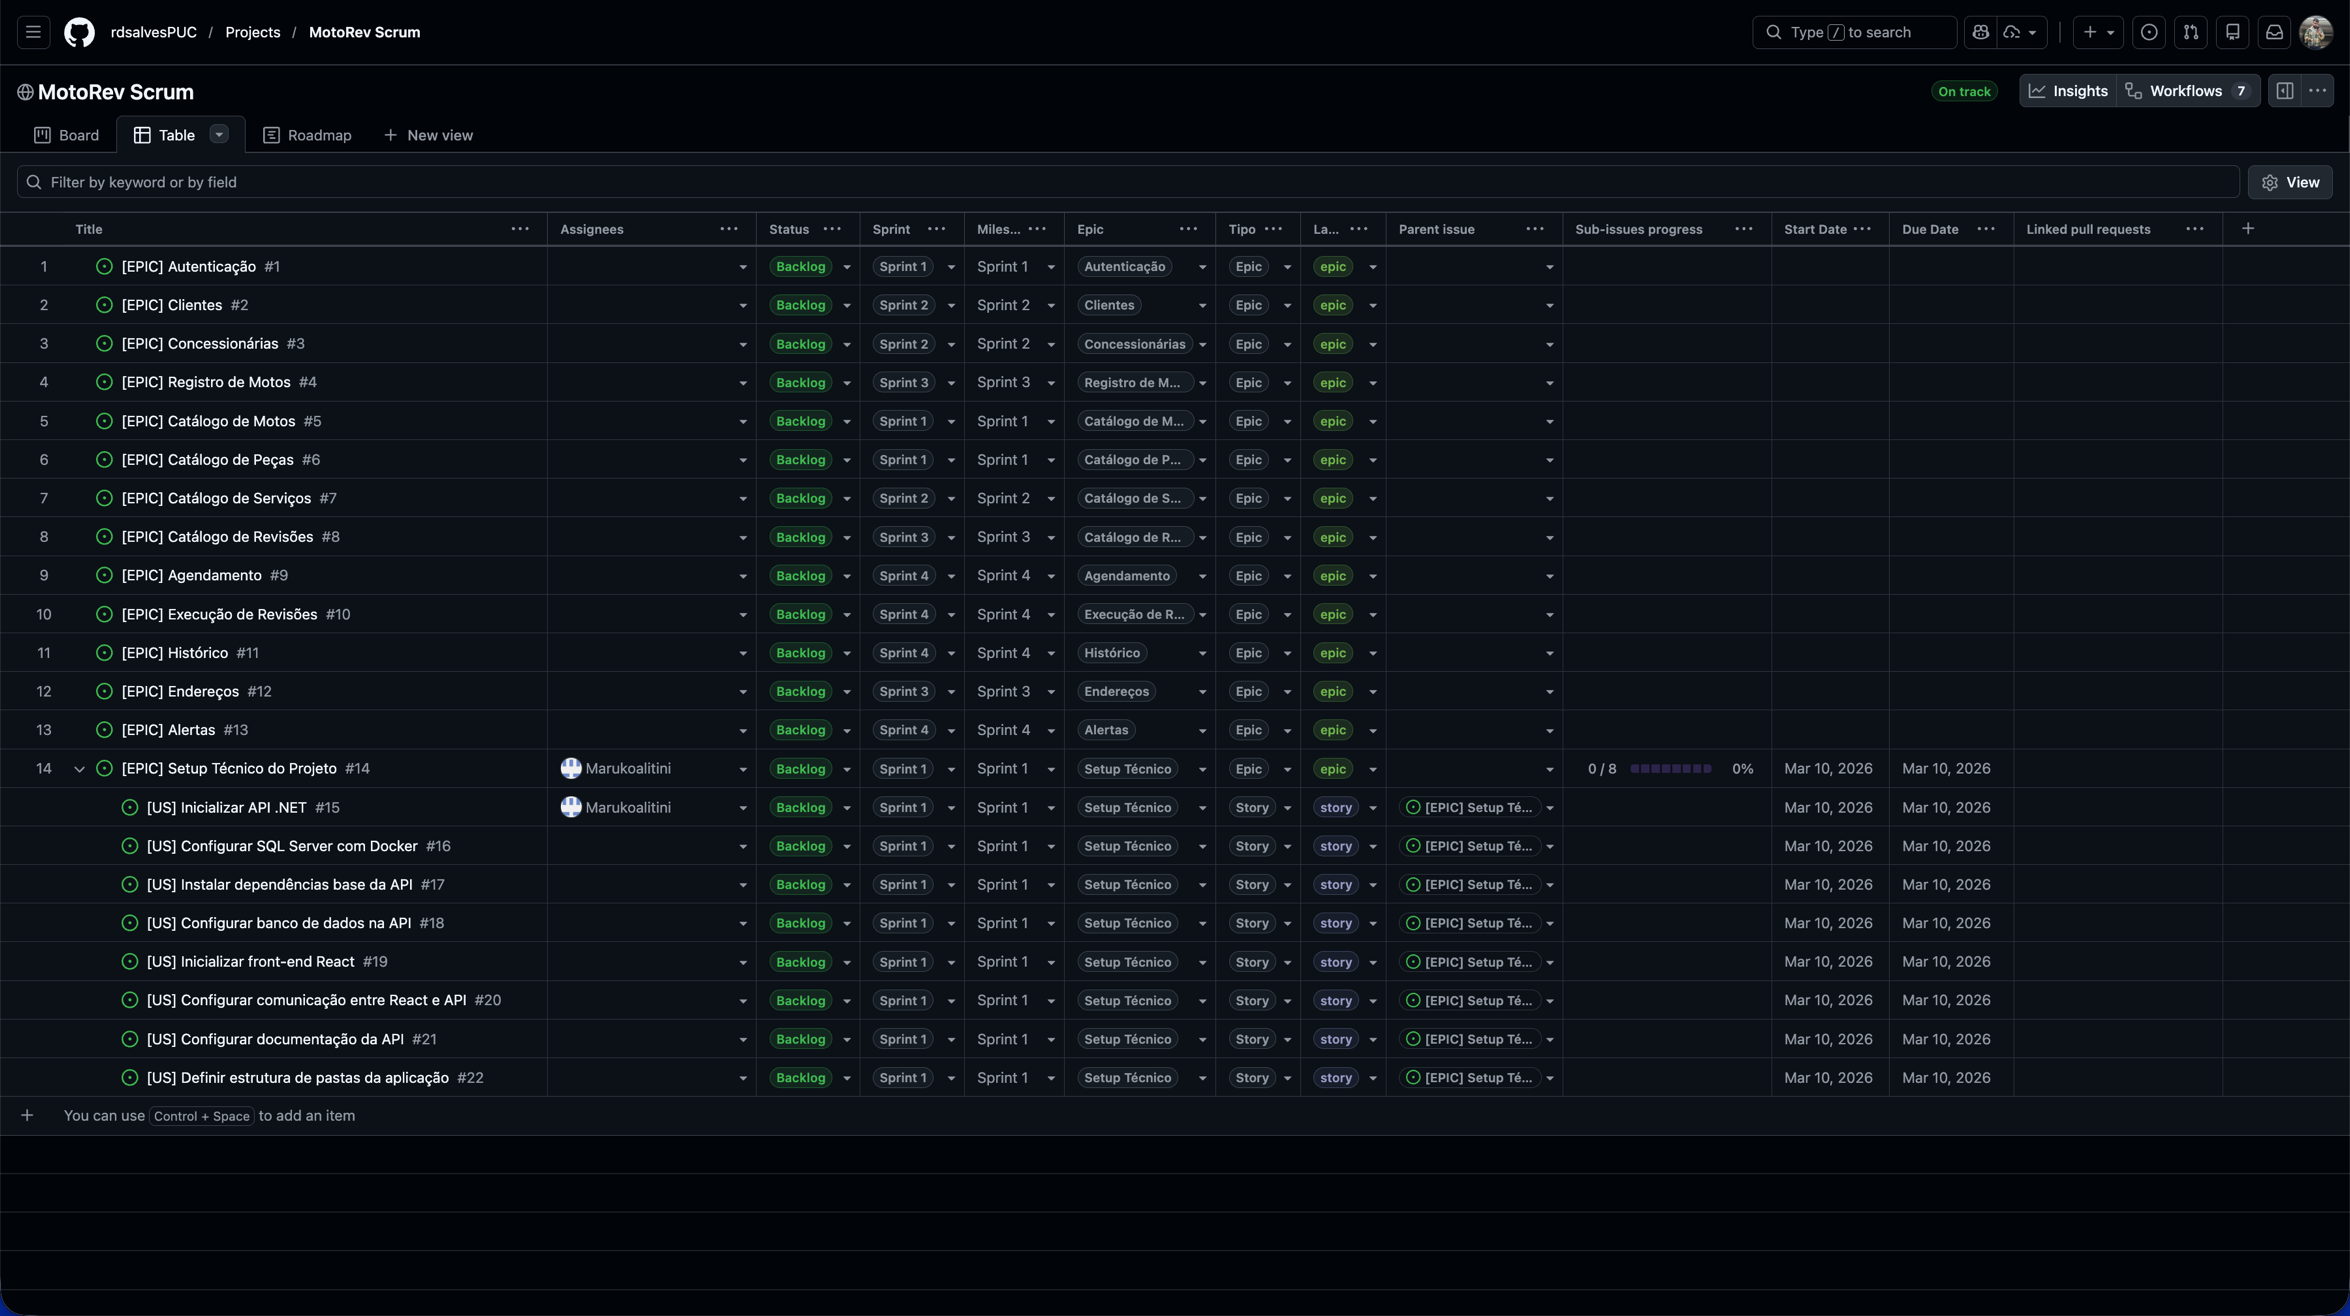 rdsalvesPUC / Projects / MotoRev Scrum
Type / to search
MotoRev Scrum
On track
Insights
Workflows 7
Board
Table
Roadmap
+ New view
Filter by keyword or by field
View
Title ... Assignees ... Status ... Sprint ... Miles... ... Epic ... Tipo ... La... ... Parent issue ... Sub-issues progress ... Start Date ... Due Date ... Linked pull requests ... +
1 [EPIC] Autenticação #1 Backlog Sprint 1 Sprint 1 Autenticação Epic epic
2 [EPIC] Clientes #2 Backlog Sprint 2 Sprint 2 Clientes Epic epic
3 [EPIC] Concessionárias #3 Backlog Sprint 2 Sprint 2 Concessionárias Epic epic
4 [EPIC] Registro de Motos #4 Backlog Sprint 3 Sprint 3 Registro de M... Epic epic
5 [EPIC] Catálogo de Motos #5 Backlog Sprint 1 Sprint 1 Catálogo de M... Epic epic
6 [EPIC] Catálogo de Peças #6 Backlog Sprint 1 Sprint 1 Catálogo de P... Epic epic
7 [EPIC] Catálogo de Serviços #7 Backlog Sprint 2 Sprint 2 Catálogo de S... Epic epic
8 [EPIC] Catálogo de Revisões #8 Backlog Sprint 3 Sprint 3 Catálogo de R... Epic epic
9 [EPIC] Agendamento #9 Backlog Sprint 4 Sprint 4 Agendamento Epic epic
10 [EPIC] Execução de Revisões #10 Backlog Sprint 4 Sprint 4 Execução de R... Epic epic
11 [EPIC] Histórico #11 Backlog Sprint 4 Sprint 4 Histórico Epic epic
12 [EPIC] Endereços #12 Backlog Sprint 3 Sprint 3 Endereços Epic epic
13 [EPIC] Alertas #13 Backlog Sprint 4 Sprint 4 Alertas Epic epic
14 [EPIC] Setup Técnico do Projeto #14 Marukoalitini Backlog Sprint 1 Sprint 1 Setup Técnico Epic epic 0 / 8 0% Mar 10, 2026 Mar 10, 2026
[US] Inicializar API .NET #15 Marukoalitini Backlog Sprint 1 Sprint 1 Setup Técnico Story story [EPIC] Setup Té... Mar 10, 2026 Mar 10, 2026
[US] Configurar SQL Server com Docker #16 Backlog Sprint 1 Sprint 1 Setup Técnico Story story [EPIC] Setup Té... Mar 10, 2026 Mar 10, 2026
[US] Instalar dependências base da API #17 Backlog Sprint 1 Sprint 1 Setup Técnico Story story [EPIC] Setup Té... Mar 10, 2026 Mar 10, 2026
[US] Configurar banco de dados na API #18 Backlog Sprint 1 Sprint 1 Setup Técnico Story story [EPIC] Setup Té... Mar 10, 2026 Mar 10, 2026
[US] Inicializar front-end React #19 Backlog Sprint 1 Sprint 1 Setup Técnico Story story [EPIC] Setup Té... Mar 10, 2026 Mar 10, 2026
[US] Configurar comunicação entre React e API #20 Backlog Sprint 1 Sprint 1 Setup Técnico Story story [EPIC] Setup Té... Mar 10, 2026 Mar 10, 2026
[US] Configurar documentação da API #21 Backlog Sprint 1 Sprint 1 Setup Técnico Story story [EPIC] Setup Té... Mar 10, 2026 Mar 10, 2026
[US] Definir estrutura de pastas da aplicação #22 Backlog Sprint 1 Sprint 1 Setup Técnico Story story [EPIC] Setup Té... Mar 10, 2026 Mar 10, 2026
+ You can use Control + Space to add an item